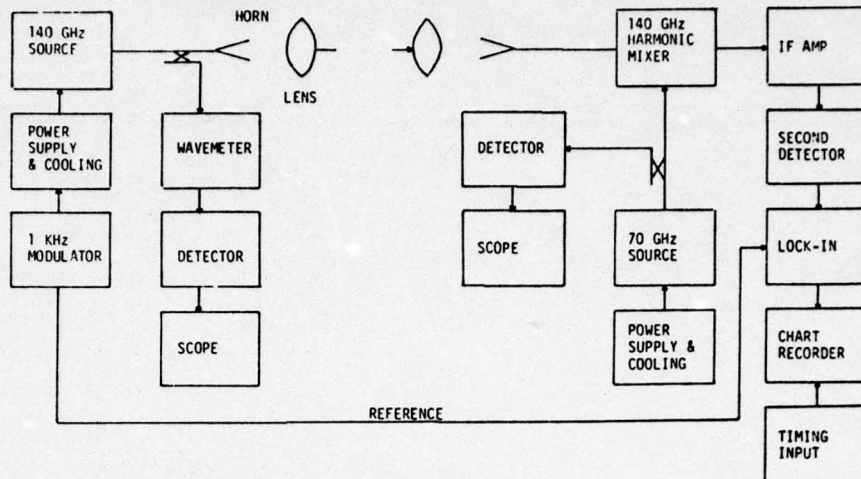 HORN
140 GHz
SOURCE
LENS
140 GHz
HARMONIC
MIXER
IF AMP
POWER
SUPPLY
& COOLING
WAVEMETER
DETECTOR
SECOND
DETECTOR
1 KHz
MODULATOR
DETECTOR
SCOPE
70 GHz
SOURCE
LOCK-IN
SCOPE
POWER
SUPPLY &
COOLING
CHART
RECORDER
REFERENCE
TIMING
INPUT